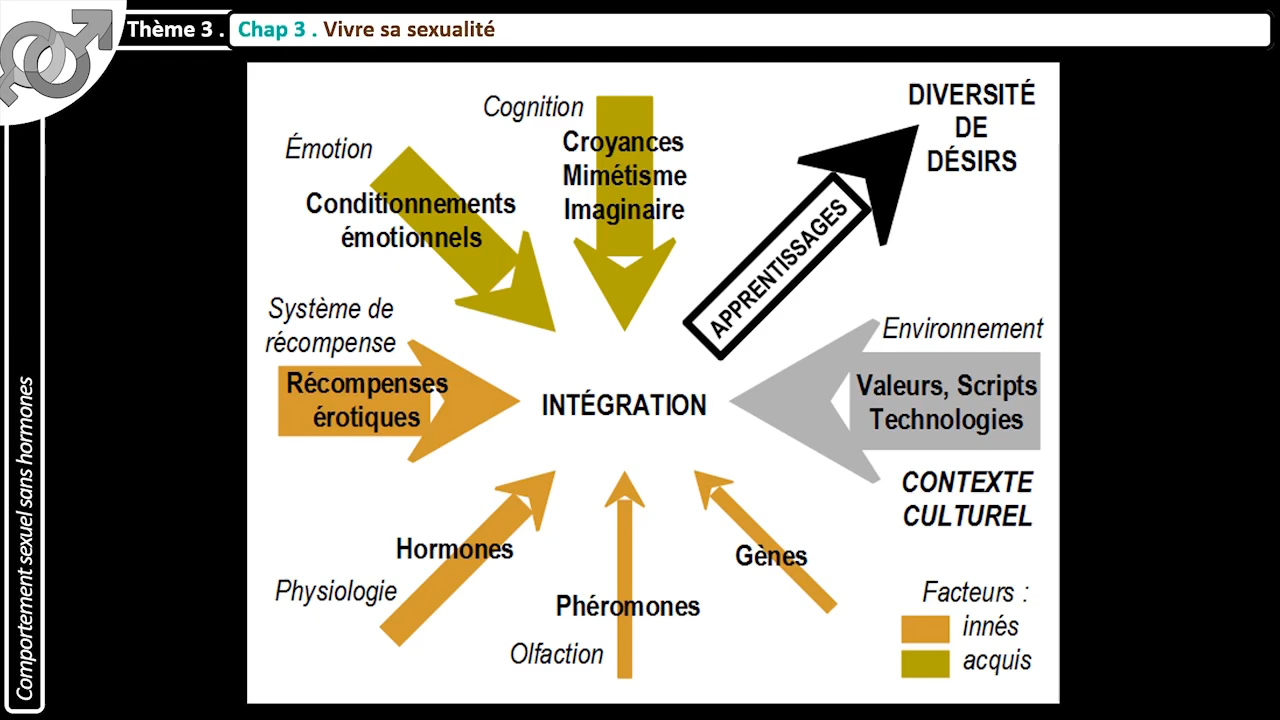 Thème 3 .
Chap 3 . Vivre sa sexualité
Comportement sexuel sans hormones
Cognition
Croyances
Mimétisme
Imaginaire
Émotion
Conditionnements
émotionnels
DIVERSITÉ
DE
DÉSIRS
APPRENTISSAGES
Système de
récompense
Récompenses
érotiques
INTÉGRATION
Environnement
Valeurs, Scripts
Technologies
CONTEXTE
CULTUREL
Hormones
Physiologie
Phéromones
Olfaction
Gènes
Facteurs :
innés
acquis